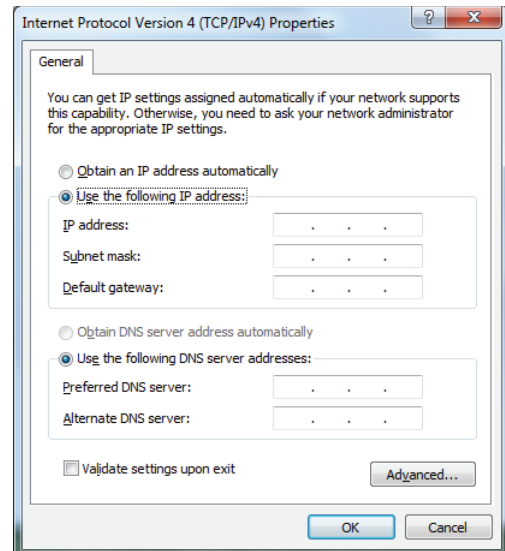 Internet Protocol Version 4 (TCP/IPv4) Properties
General
You can get IP settings assigned automatically if your network supports
this capability. Otherwise, you need to ask your network administrator
for the appropriate IP settings.
Obtain an IP address automatically
Use the following IP address:
IP address:
Subnet mask:
Default gateway:
Obtain DNS server address automatically
Use the following DNS server addresses:
Preferred DNS server:
Alternate DNS server:
Validate settings upon exit
Advanced...
OK Cancel